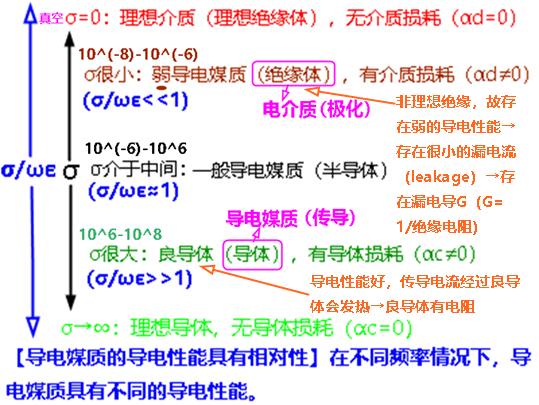 真空σ=0：理想介质（理想绝缘体），无介质损耗（αd=0）
10^(-8)-10^(-6)
σ很小：弱导电媒质（绝缘体），有介质损耗（αd≠0）
(σ/ωε<<1)
电介质（极化）
非理想绝缘，故存
在弱的导电性能→
存在很小的漏电流
（leakage）→存
在漏电导G（G=
1/绝缘电阻）
10^(-6)-10^6
σ/ωε σ σ介于中间：一般导电媒质（半导体）
(σ/ωε≈1)
导电媒质（传导）
10^6-10^8
σ很大：良导体（导体），有导体损耗（αc≠0）
(σ/ωε>>1)
导电性能好，传导电流经过良导
体会发热→良导体有电阻
σ→∞：理想导体，无导体损耗（αc=0）
【导电媒质的导电性能具有相对性】在不同频率情况下，导
电媒质具有不同的导电性能。